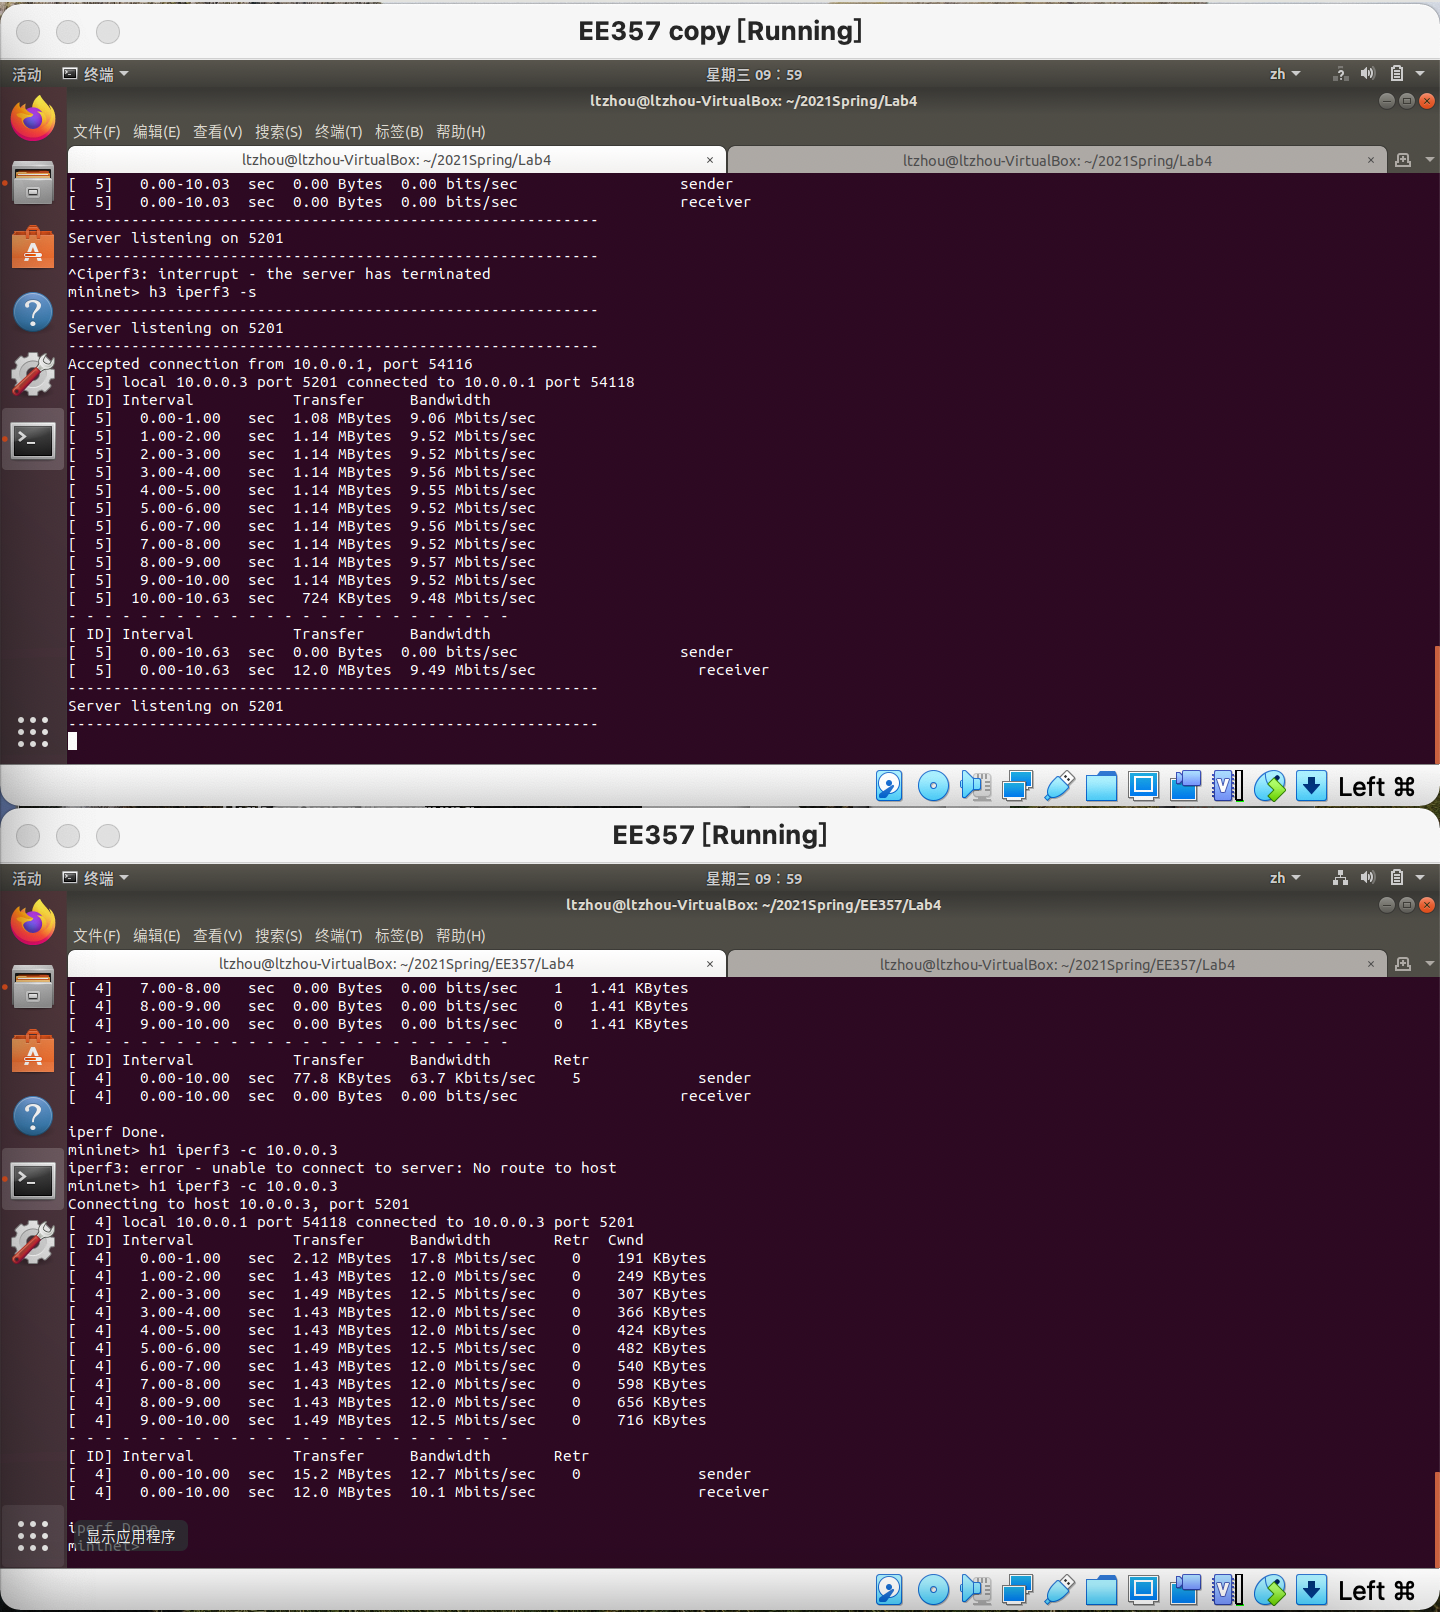 EE357 copy [Running]
活动 终端 星期三 09：59 zh
ltzhou@ltzhou-VirtualBox: ~/2021Spring/Lab4
文件(F) 编辑(E) 查看(V) 搜索(S) 终端(T) 标签(B) 帮助(H)
ltzhou@ltzhou-VirtualBox: ~/2021Spring/Lab4 × ltzhou@ltzhou-VirtualBox: ~/2021Spring/Lab4 ×
[  5]   0.00-10.03  sec  0.00 Bytes  0.00 bits/sec                  sender
[  5]   0.00-10.03  sec  0.00 Bytes  0.00 bits/sec                  receiver
-----------------------------------------------------------
Server listening on 5201
-----------------------------------------------------------
^Ciperf3: interrupt - the server has terminated
mininet> h3 iperf3 -s
-----------------------------------------------------------
Server listening on 5201
-----------------------------------------------------------
Accepted connection from 10.0.0.1, port 54116
[  5] local 10.0.0.3 port 5201 connected to 10.0.0.1 port 54118
[ ID] Interval           Transfer     Bandwidth
[  5]   0.00-1.00   sec  1.08 MBytes  9.06 Mbits/sec
[  5]   1.00-2.00   sec  1.14 MBytes  9.52 Mbits/sec
[  5]   2.00-3.00   sec  1.14 MBytes  9.52 Mbits/sec
[  5]   3.00-4.00   sec  1.14 MBytes  9.56 Mbits/sec
[  5]   4.00-5.00   sec  1.14 MBytes  9.55 Mbits/sec
[  5]   5.00-6.00   sec  1.14 MBytes  9.52 Mbits/sec
[  5]   6.00-7.00   sec  1.14 MBytes  9.56 Mbits/sec
[  5]   7.00-8.00   sec  1.14 MBytes  9.52 Mbits/sec
[  5]   8.00-9.00   sec  1.14 MBytes  9.57 Mbits/sec
[  5]   9.00-10.00  sec  1.14 MBytes  9.52 Mbits/sec
[  5]  10.00-10.63  sec   724 KBytes  9.48 Mbits/sec
- - - - - - - - - - - - - - - - - - - - - - - - -
[ ID] Interval           Transfer     Bandwidth
[  5]   0.00-10.63  sec  0.00 Bytes  0.00 bits/sec                  sender
[  5]   0.00-10.63  sec  12.0 MBytes  9.49 Mbits/sec                  receiver
-----------------------------------------------------------
Server listening on 5201
-----------------------------------------------------------
Left ⌘
EE357 [Running]
活动 终端 星期三 09：59 zh
ltzhou@ltzhou-VirtualBox: ~/2021Spring/EE357/Lab4
文件(F) 编辑(E) 查看(V) 搜索(S) 终端(T) 标签(B) 帮助(H)
ltzhou@ltzhou-VirtualBox: ~/2021Spring/EE357/Lab4 × ltzhou@ltzhou-VirtualBox: ~/2021Spring/EE357/Lab4 ×
[  4]   7.00-8.00   sec  0.00 Bytes  0.00 bits/sec    1   1.41 KBytes
[  4]   8.00-9.00   sec  0.00 Bytes  0.00 bits/sec    0   1.41 KBytes
[  4]   9.00-10.00  sec  0.00 Bytes  0.00 bits/sec    0   1.41 KBytes
- - - - - - - - - - - - - - - - - - - - - - - - -
[ ID] Interval           Transfer     Bandwidth       Retr
[  4]   0.00-10.00  sec  77.8 KBytes  63.7 Kbits/sec    5             sender
[  4]   0.00-10.00  sec  0.00 Bytes  0.00 bits/sec                  receiver
iperf Done.
mininet> h1 iperf3 -c 10.0.0.3
iperf3: error - unable to connect to server: No route to host
mininet> h1 iperf3 -c 10.0.0.3
Connecting to host 10.0.0.3, port 5201
[  4] local 10.0.0.1 port 54118 connected to 10.0.0.3 port 5201
[ ID] Interval           Transfer     Bandwidth       Retr  Cwnd
[  4]   0.00-1.00   sec  2.12 MBytes  17.8 Mbits/sec    0    191 KBytes
[  4]   1.00-2.00   sec  1.43 MBytes  12.0 Mbits/sec    0    249 KBytes
[  4]   2.00-3.00   sec  1.49 MBytes  12.5 Mbits/sec    0    307 KBytes
[  4]   3.00-4.00   sec  1.43 MBytes  12.0 Mbits/sec    0    366 KBytes
[  4]   4.00-5.00   sec  1.43 MBytes  12.0 Mbits/sec    0    424 KBytes
[  4]   5.00-6.00   sec  1.49 MBytes  12.5 Mbits/sec    0    482 KBytes
[  4]   6.00-7.00   sec  1.43 MBytes  12.0 Mbits/sec    0    540 KBytes
[  4]   7.00-8.00   sec  1.43 MBytes  12.0 Mbits/sec    0    598 KBytes
[  4]   8.00-9.00   sec  1.43 MBytes  12.0 Mbits/sec    0    656 KBytes
[  4]   9.00-10.00  sec  1.49 MBytes  12.5 Mbits/sec    0    716 KBytes
- - - - - - - - - - - - - - - - - - - - - - - - -
[ ID] Interval           Transfer     Bandwidth       Retr
[  4]   0.00-10.00  sec  15.2 MBytes  12.7 Mbits/sec    0             sender
[  4]   0.00-10.00  sec  12.0 MBytes  10.1 Mbits/sec                  receiver
iperf Done.
显示应用程序
mininet>
Left ⌘